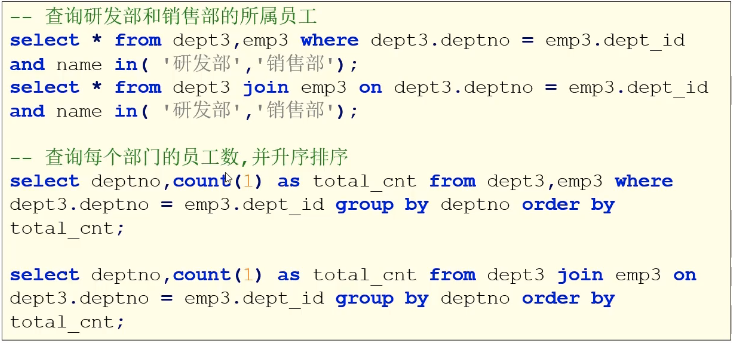 -- 查询研发部和销售部的所属员工
select * from dept3,emp3 where dept3.deptno = emp3.dept_id
and name in( '研发部','销售部');
select * from dept3 join emp3 on dept3.deptno = emp3.dept_id
and name in( '研发部','销售部');
-- 查询每个部门的员工数,并升序排序
select deptno,count(1) as total_cnt from dept3,emp3 where
dept3.deptno = emp3.dept_id group by deptno order by
total_cnt;
select deptno,count(1) as total_cnt from dept3 join emp3 on
dept3.deptno = emp3.dept_id group by deptno order by
total_cnt;